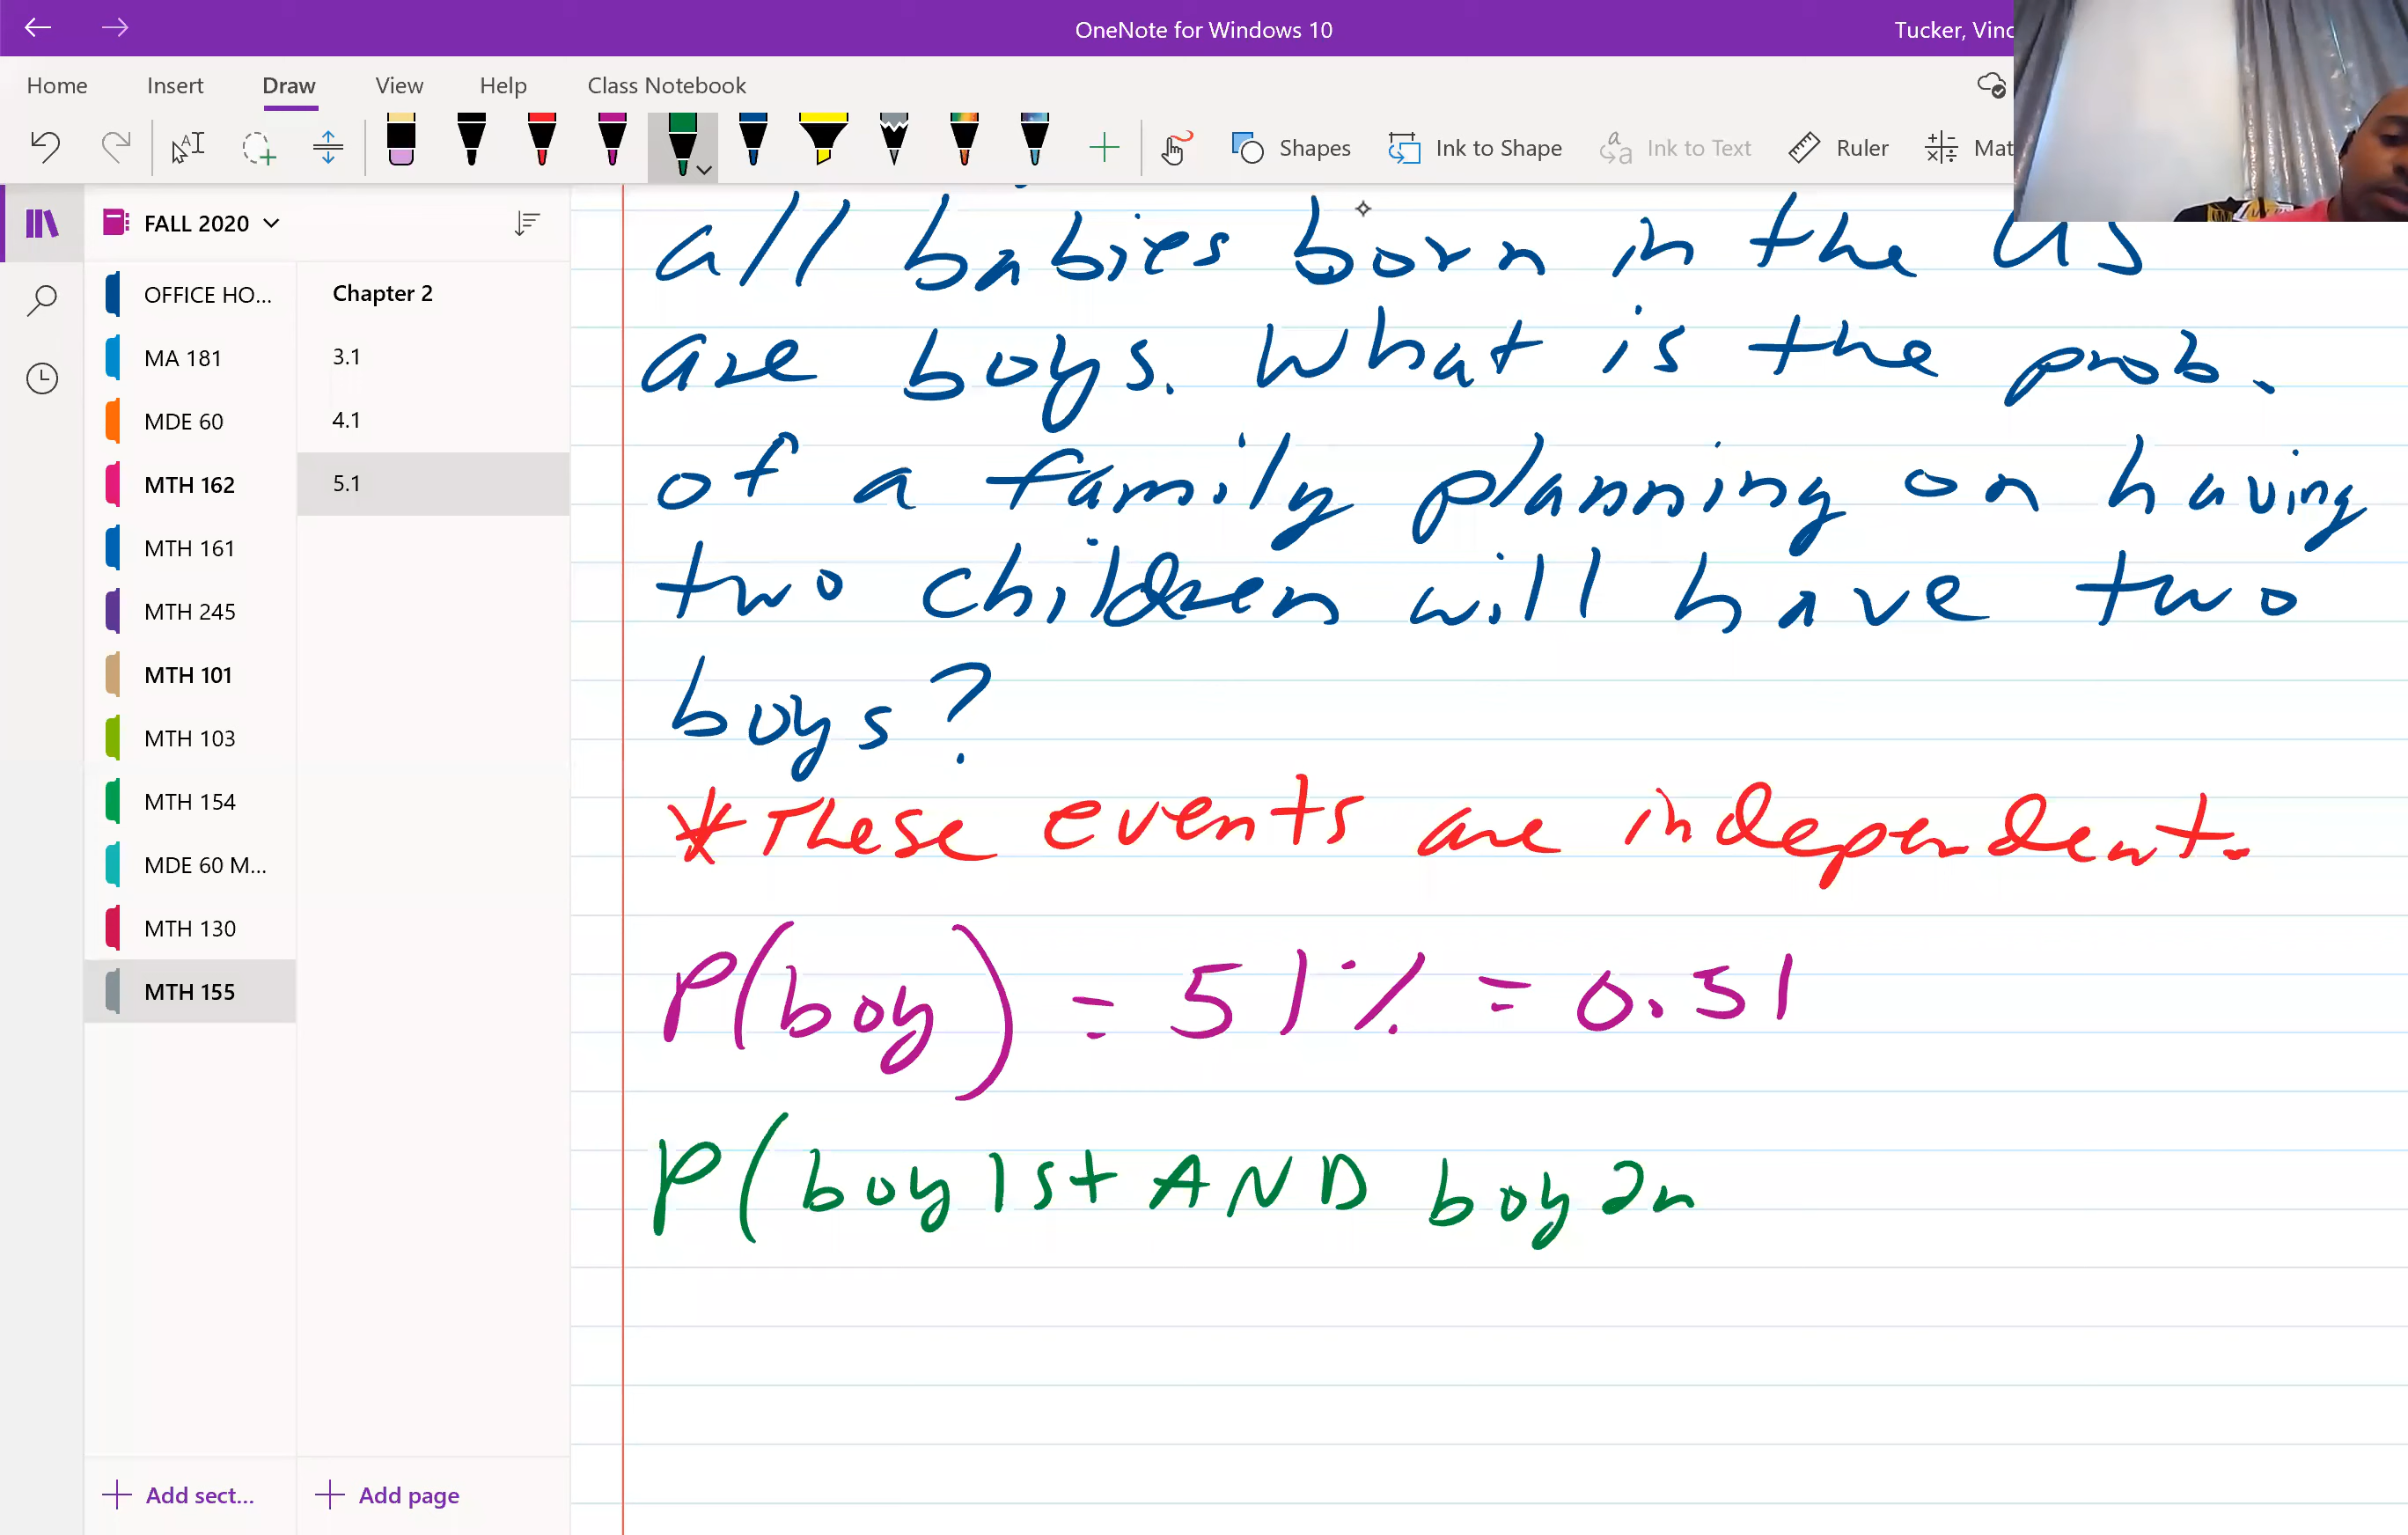 OneNote for Windows 10
Tucker, Vinc
Home Insert Draw View Help Class Notebook
Shapes Ink to Shape Ink to Text Ruler Mat
FALL 2020
OFFICE HO...
MA 181
MDE 60
MTH 162
MTH 161
MTH 245
MTH 101
MTH 103
MTH 154
MDE 60 M...
MTH 130
MTH 155
Add sect...
Chapter 2
3.1
4.1
5.1
Add page
all babies born in the US
are boys. What is the prob.
of a family planning on having
two children will have two
boys?
*These events are independent.
P(boy) = 51% = 0.51
P(boy 1st AND boy 2n